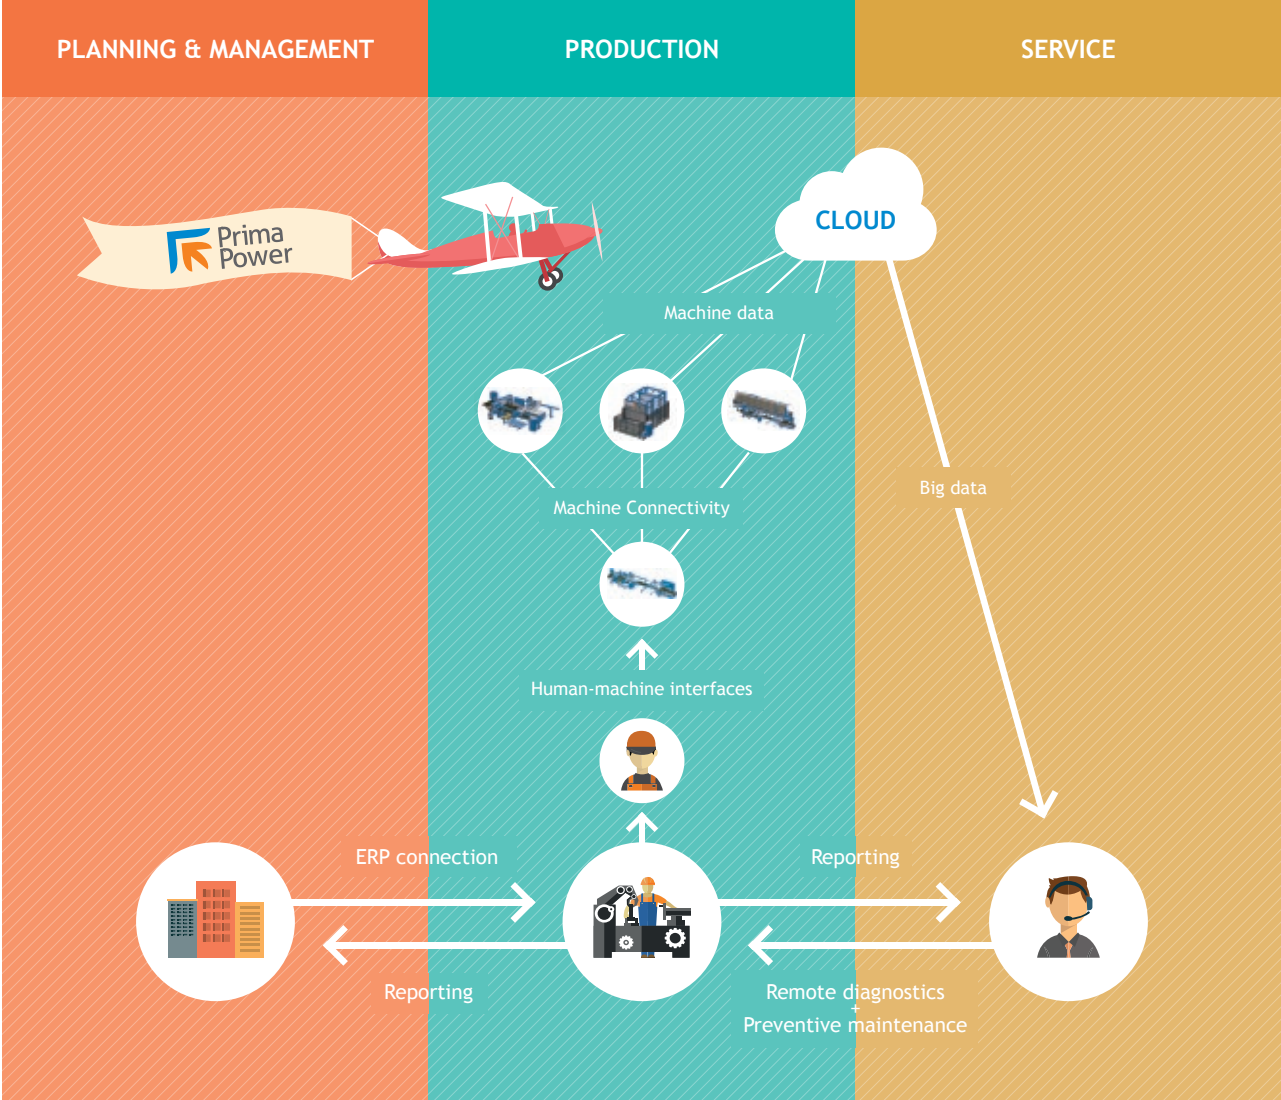 PLANNING & MANAGEMENT
PRODUCTION
SERVICE
Prima
Power
CLOUD
Machine data
Big data
Machine Connectivity
Human-machine interfaces
ERP connection
Reporting
Reporting
Remote diagnostics
+
Preventive maintenance